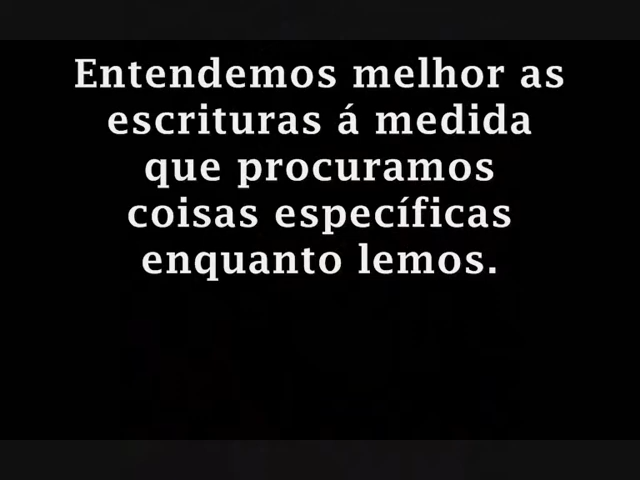 Entendemos melhor as
escrituras á medida
que procuramos
coisas específicas
enquanto lemos.